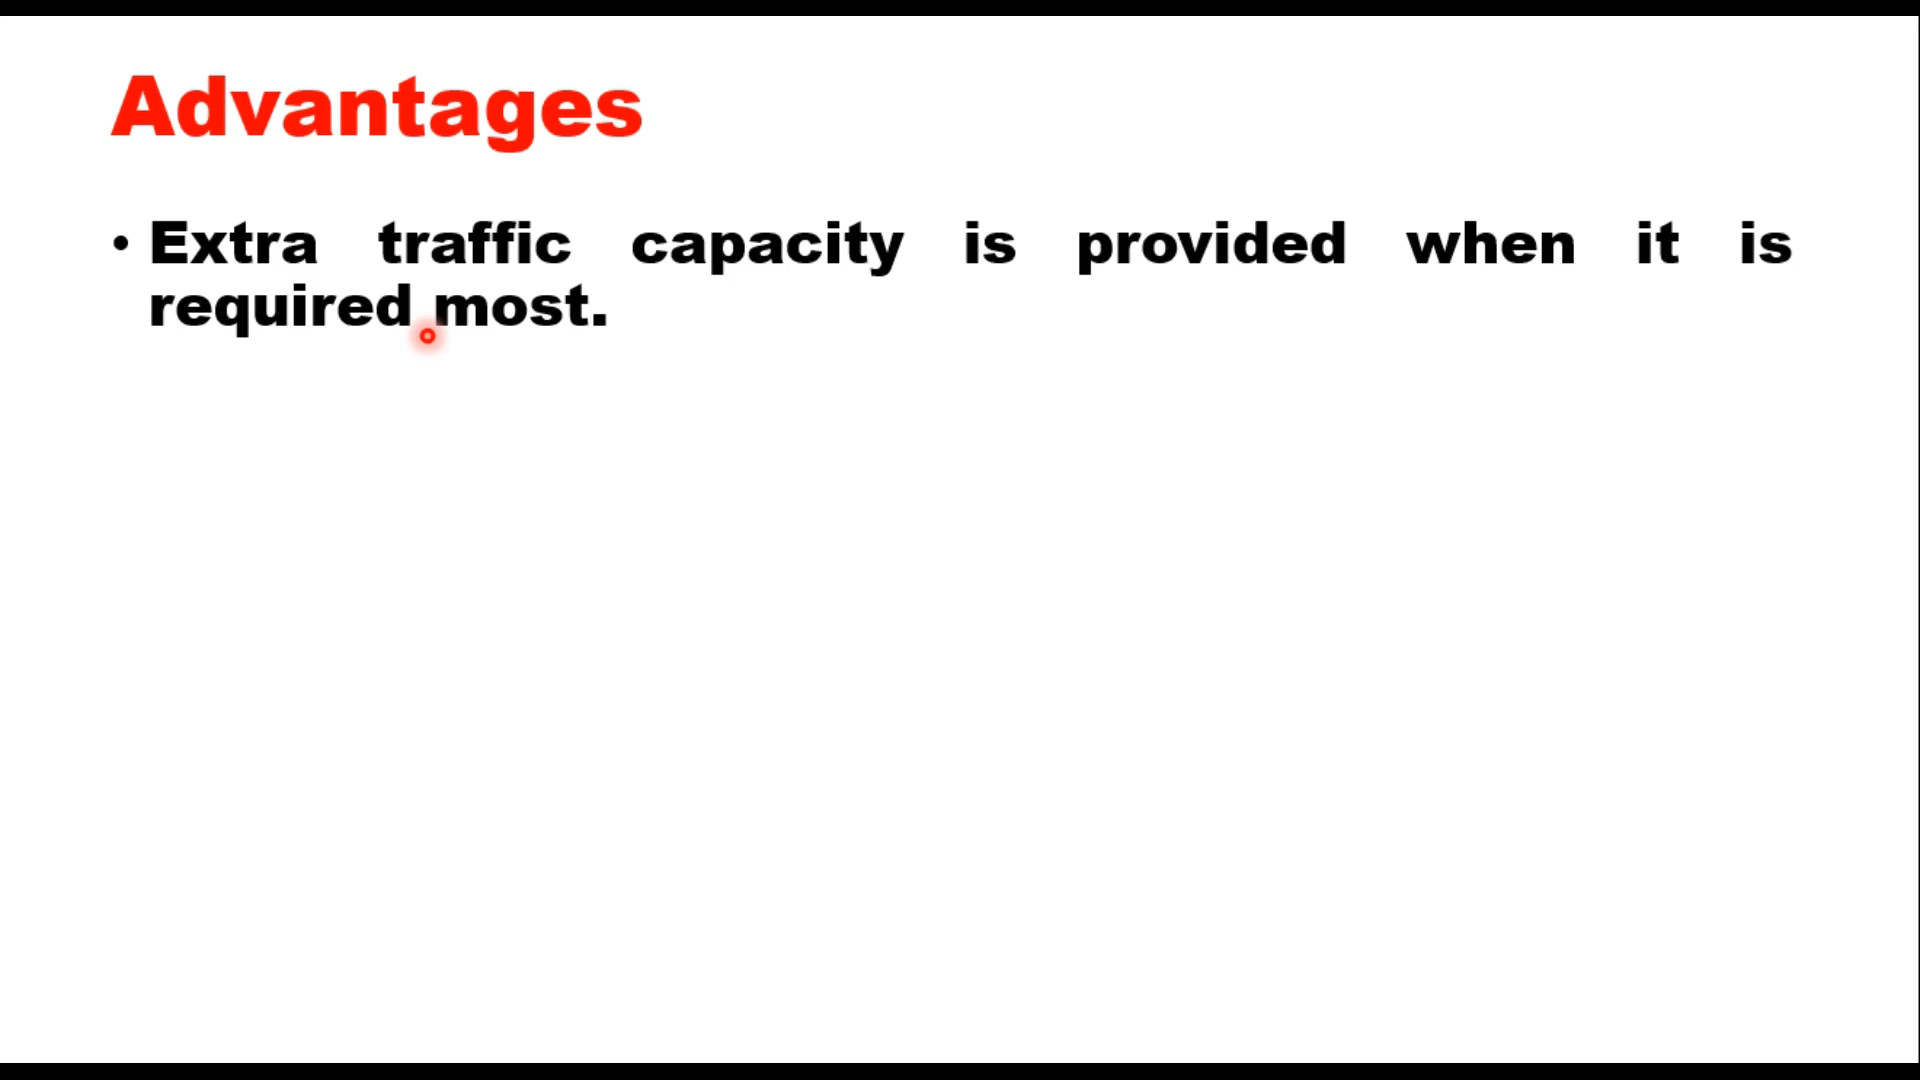 Advantages
• Extra traffic capacity is provided when it is
required most.